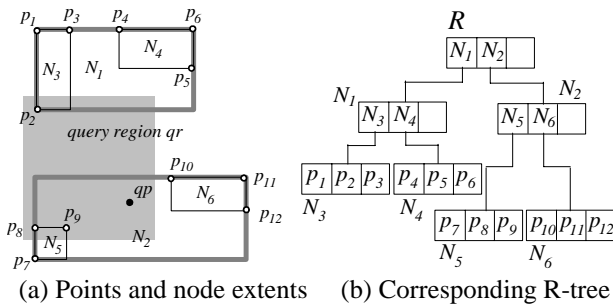 p1 p3 p4 p6
N3 N1 N4
p5
p2
query region qr
p10 p11
qp N6
p12
p8 p9
N5 N2
p7
(a) Points and node extents
R
N1 N2
N1 N2
N3 N4 N5 N6
p1 p2 p3 p4 p5 p6
N3 N4
p7 p8 p9 p10 p11 p12
N5 N6
(b) Corresponding R-tree